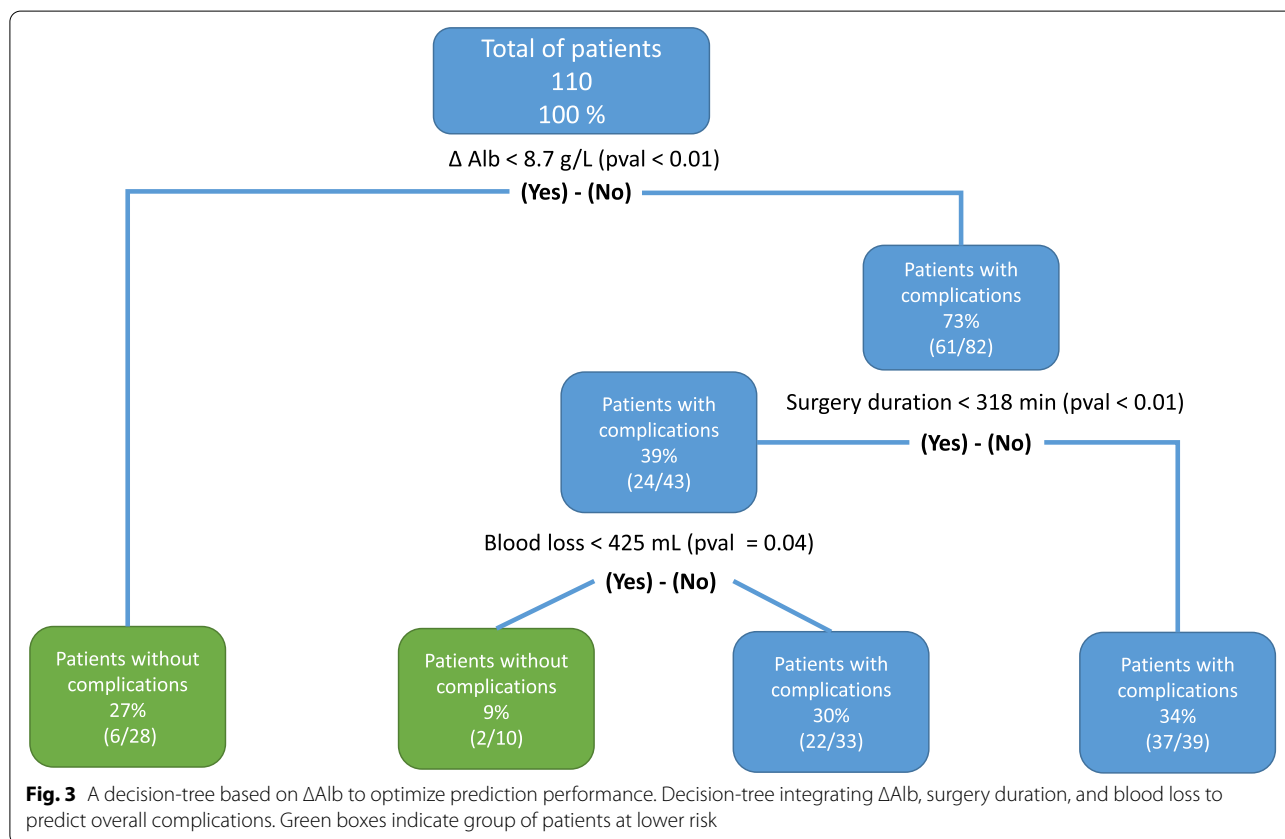 Total of patients
110
100 %
Δ Alb < 8.7 g/L (pval < 0.01)
(Yes) - (No)
Patients with
complications
73%
(61/82)
Surgery duration < 318 min (pval < 0.01)
(Yes) - (No)
Patients with
complications
39%
(24/43)
Blood loss < 425 mL (pval  = 0.04)
(Yes) - (No)
Patients without
complications
27%
(6/28)
Patients without
complications
9%
(2/10)
Patients with
complications
30%
(22/33)
Patients with
complications
34%
(37/39)
Fig. 3  A decision-tree based on ΔAlb to optimize prediction performance. Decision-tree integrating ΔAlb, surgery duration, and blood loss to
predict overall complications. Green boxes indicate group of patients at lower risk